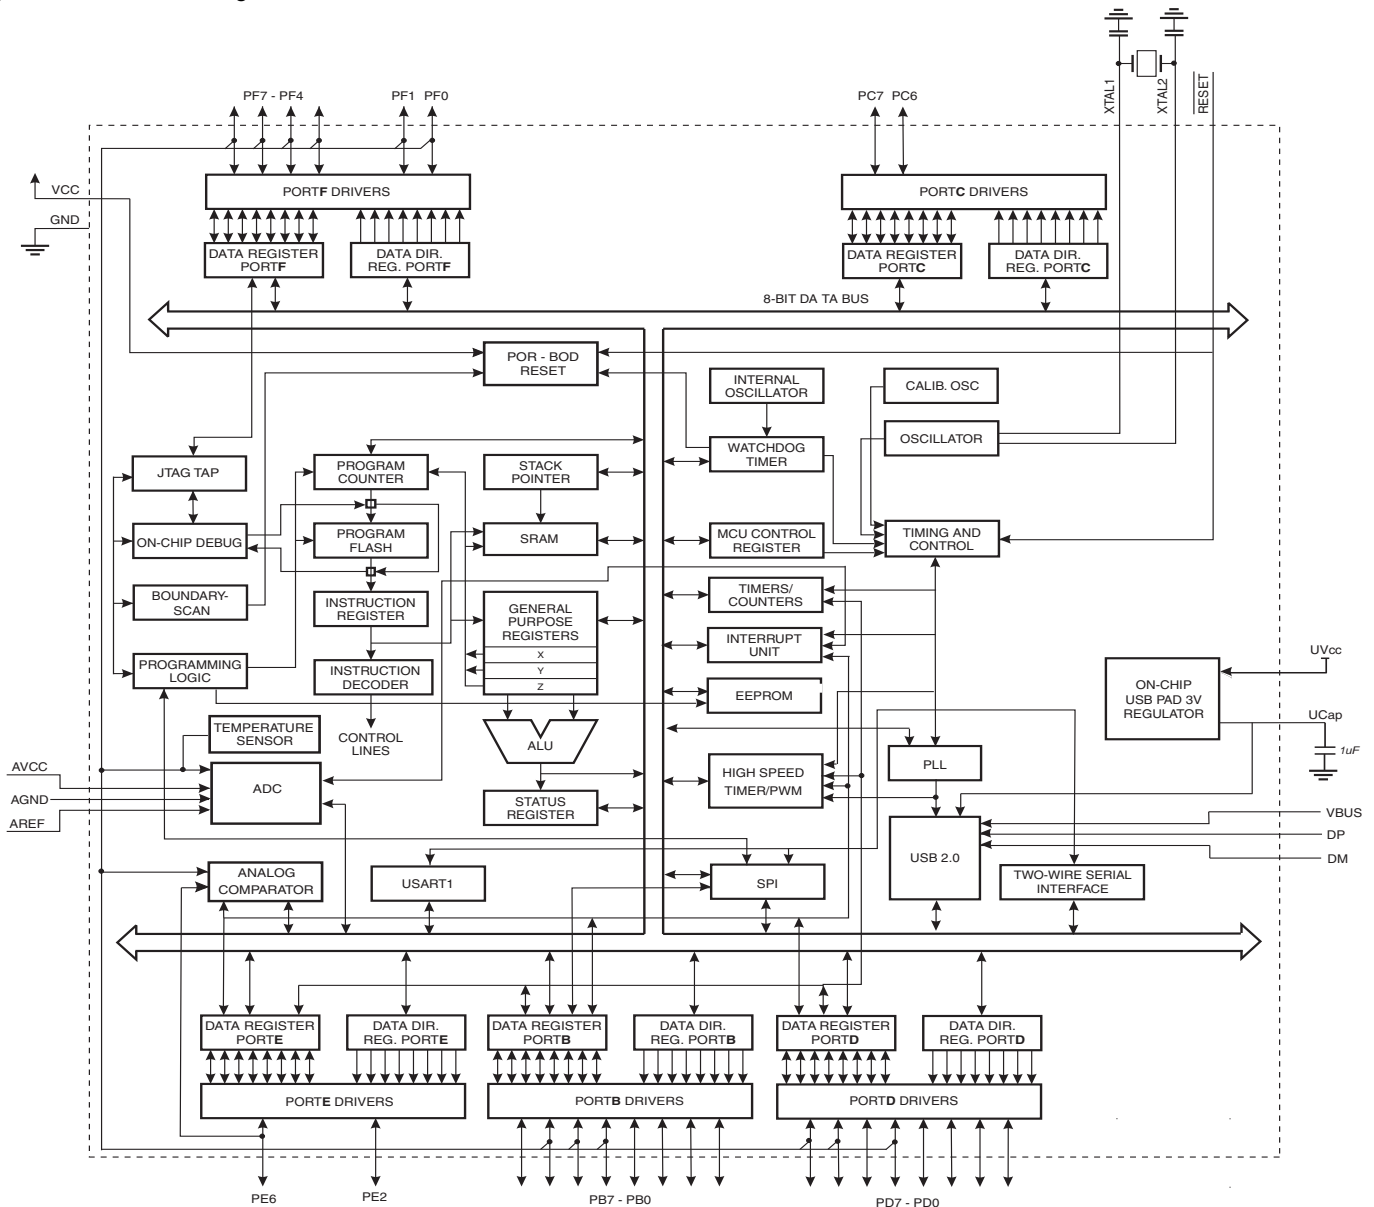 XTAL1
XTAL2
RESET
PF7 - PF4
PF1
PF0
PC7
PC6
VCC
GND
PORTF DRIVERS
PORTC DRIVERS
DATA REGISTER
PORTF
DATA DIR.
REG. PORTF
DATA REGISTER
PORTC
DATA DIR.
REG. PORTC
8-BIT DA TA BUS
POR - BOD
RESET
INTERNAL
OSCILLATOR
CALIB. OSC
WATCHDOG
TIMER
OSCILLATOR
JTAG TAP
PROGRAM
COUNTER
STACK
POINTER
ON-CHIP DEBUG
PROGRAM
FLASH
SRAM
MCU CONTROL
REGISTER
TIMING AND
CONTROL
BOUNDARY-
SCAN
INSTRUCTION
REGISTER
GENERAL
PURPOSE
REGISTERS
X
Y
Z
TIMERS/
COUNTERS
INTERRUPT
UNIT
PROGRAMMING
LOGIC
INSTRUCTION
DECODER
EEPROM
ON-CHIP
USB PAD 3V
REGULATOR
UVcc
UCap
1uF
TEMPERATURE
SENSOR
CONTROL
LINES
ALU
PLL
AVCC
AGND
AREF
ADC
STATUS
REGISTER
HIGH SPEED
TIMER/PWM
VBUS
DP
DM
ANALOG
COMPARATOR
USART1
SPI
USB 2.0
TWO-WIRE SERIAL
INTERFACE
DATA REGISTER
PORTE
DATA DIR.
REG. PORTE
DATA REGISTER
PORTB
DATA DIR.
REG. PORTB
DATA REGISTER
PORTD
DATA DIR.
REG. PORTD
PORTE DRIVERS
PORTB DRIVERS
PORTD DRIVERS
PE6
PE2
PB7 - PB0
PD7 - PD0